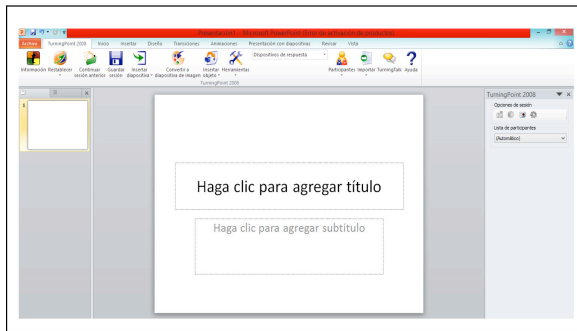 Presentación1 - Microsoft PowerPoint (Error de activación de productos)
Archivo TurningPoint 2008 Inicio Insertar Diseño Transiciones Animaciones Presentación con diapositivas Revisar Vista
Información Restablecer Continuar sesión anterior Guardar sesión Insertar diapositiva Convertir a diapositiva de imagen Insertar objeto Herramientas Dispositivos de respuesta Participantes Importar TurningTalk Ayuda
TurningPoint 2008
TurningPoint 2008
Opciones de sesión
Lista de participantes
(Automático)
1
Haga clic para agregar título
Haga clic para agregar subtítulo